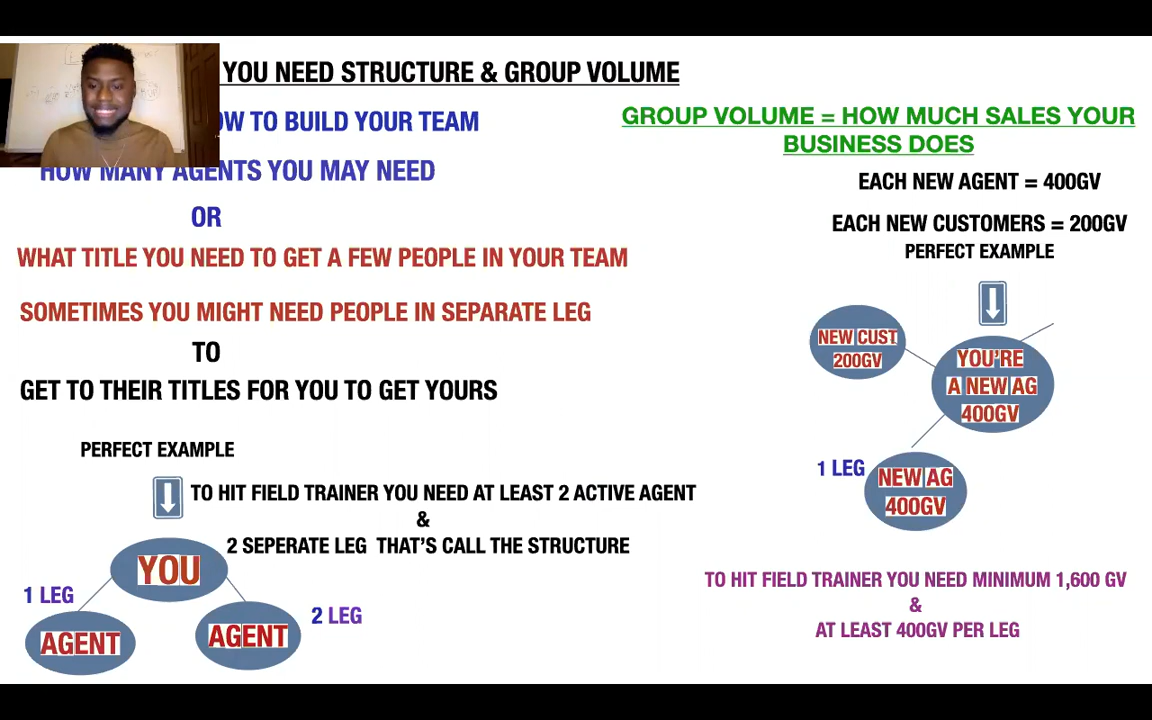 YOU NEED STRUCTURE & GROUP VOLUME
OW TO BUILD YOUR TEAM
HOW MANY AGENTS YOU MAY NEED
OR
WHAT TITLE YOU NEED TO GET A FEW PEOPLE IN YOUR TEAM
SOMETIMES YOU MIGHT NEED PEOPLE IN SEPARATE LEG
TO
GET TO THEIR TITLES FOR YOU TO GET YOURS
PERFECT EXAMPLE
TO HIT FIELD TRAINER YOU NEED AT LEAST 2 ACTIVE AGENT
&
2 SEPERATE LEG THAT'S CALL THE STRUCTURE
YOU
1 LEG
2 LEG
AGENT
AGENT
GROUP VOLUME = HOW MUCH SALES YOUR
BUSINESS DOES
EACH NEW AGENT = 400GV
EACH NEW CUSTOMERS = 200GV
PERFECT EXAMPLE
NEW CUST
200GV
YOU'RE
A NEW AG
400GV
1 LEG
NEW AG
400GV
TO HIT FIELD TRAINER YOU NEED MINIMUM 1,600 GV
&
AT LEAST 400GV PER LEG